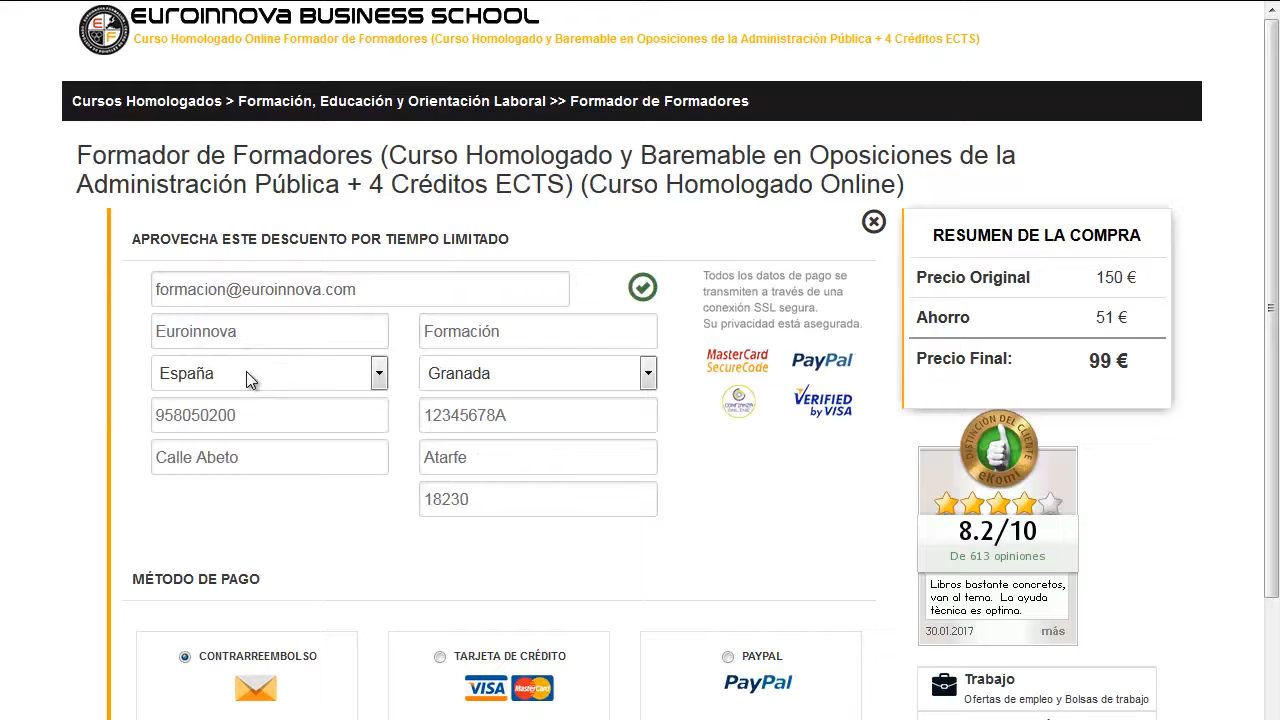 EUROINNOVA BUSINESS SCHOOL
Curso Homologado Online Formador de Formadores (Curso Homologado y Baremable en Oposiciones de la Administración Pública + 4 Créditos ECTS)
Cursos Homologados > Formación, Educación y Orientación Laboral >> Formador de Formadores
Formador de Formadores (Curso Homologado y Baremable en Oposiciones de la
Administración Pública + 4 Créditos ECTS) (Curso Homologado Online)
APROVECHA ESTE DESCUENTO POR TIEMPO LIMITADO
formacion@euroinnova.com
Euroinnova
Formación
España
Granada
958050200
12345678A
Calle Abeto
Atarfe
18230
Todos los datos de pago se
transmiten a través de una
conexión SSL segura.
Su privacidad está asegurada.
MasterCard
SecureCode
PayPal
CONFIANZA
ONLINE
VERIFIED
by VISA
RESUMEN DE LA COMPRA
Precio Original 150 €
Ahorro 51 €
Precio Final: 99 €
DISTINCIÓN DEL CLIENTE
eKomi
8.2/10
De 613 opiniones
Libros bastante concretos,
van al tema. La ayuda
tècnica es optima.
30.01.2017 más
Trabajo
Ofertas de empleo y Bolsas de trabajo
MÉTODO DE PAGO
CONTRARREEMBOLSO
TARJETA DE CRÉDITO
VISA
MasterCard
PAYPAL
PayPal